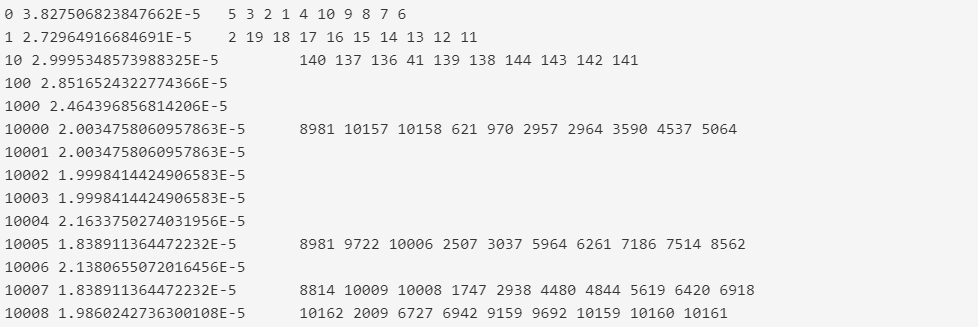 0 3.827506823847662E-5 5 3 2 1 4 10 9 8 7 6
1 2.72964916684691E-5 2 19 18 17 16 15 14 13 12 11
10 2.9995348573988325E-5 140 137 136 41 139 138 144 143 142 141
100 2.8516524322774366E-5
1000 2.464396856814206E-5
10000 2.0034758060957863E-5 8981 10157 10158 621 970 2957 2964 3590 4537 5064
10001 2.0034758060957863E-5
10002 1.9998414424906583E-5
10003 1.9998414424906583E-5
10004 2.1633750274031956E-5
10005 1.838911364472232E-5 8981 9722 10006 2507 3037 5964 6261 7186 7514 8562
10006 2.1380655072016456E-5
10007 1.838911364472232E-5 8814 10009 10008 1747 2938 4480 4844 5619 6420 6918
10008 1.9860242736300108E-5 10162 2009 6727 6942 9159 9692 10159 10160 10161